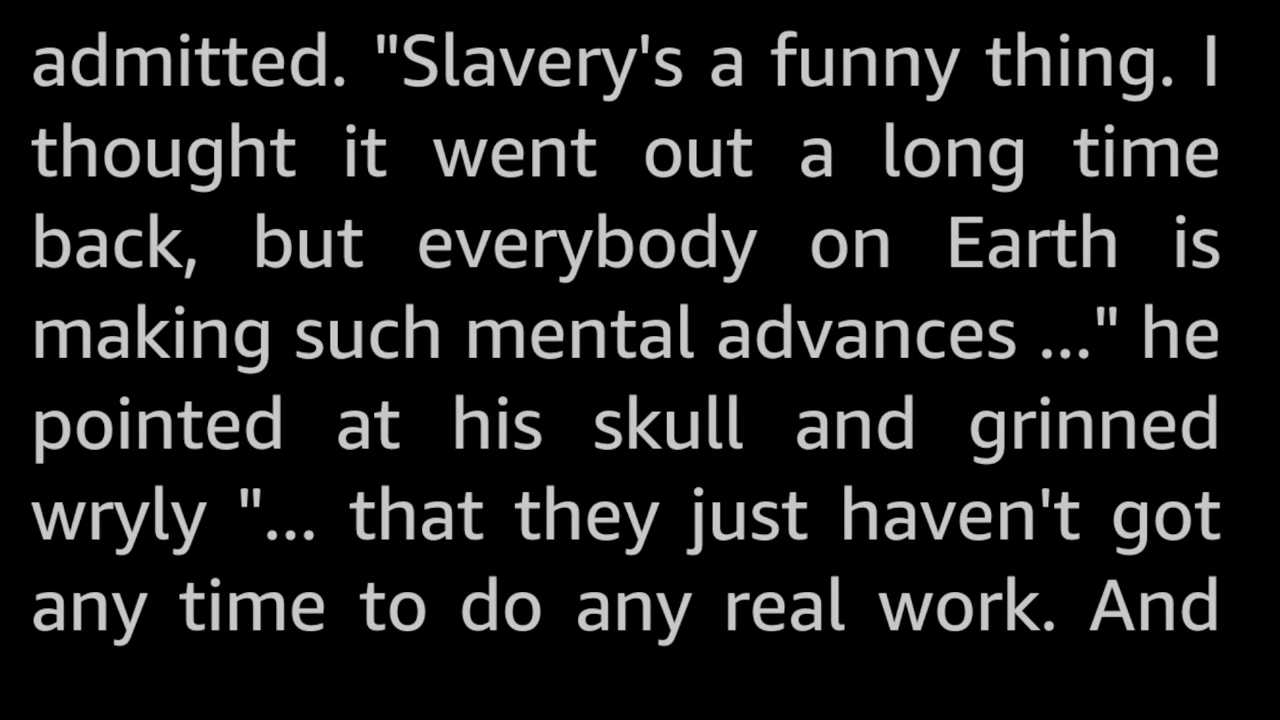 admitted. "Slavery's a funny thing. I
thought it went out a long time
back, but everybody on Earth is
making such mental advances ..." he
pointed at his skull and grinned
wryly "... that they just haven't got
any time to do any real work. And